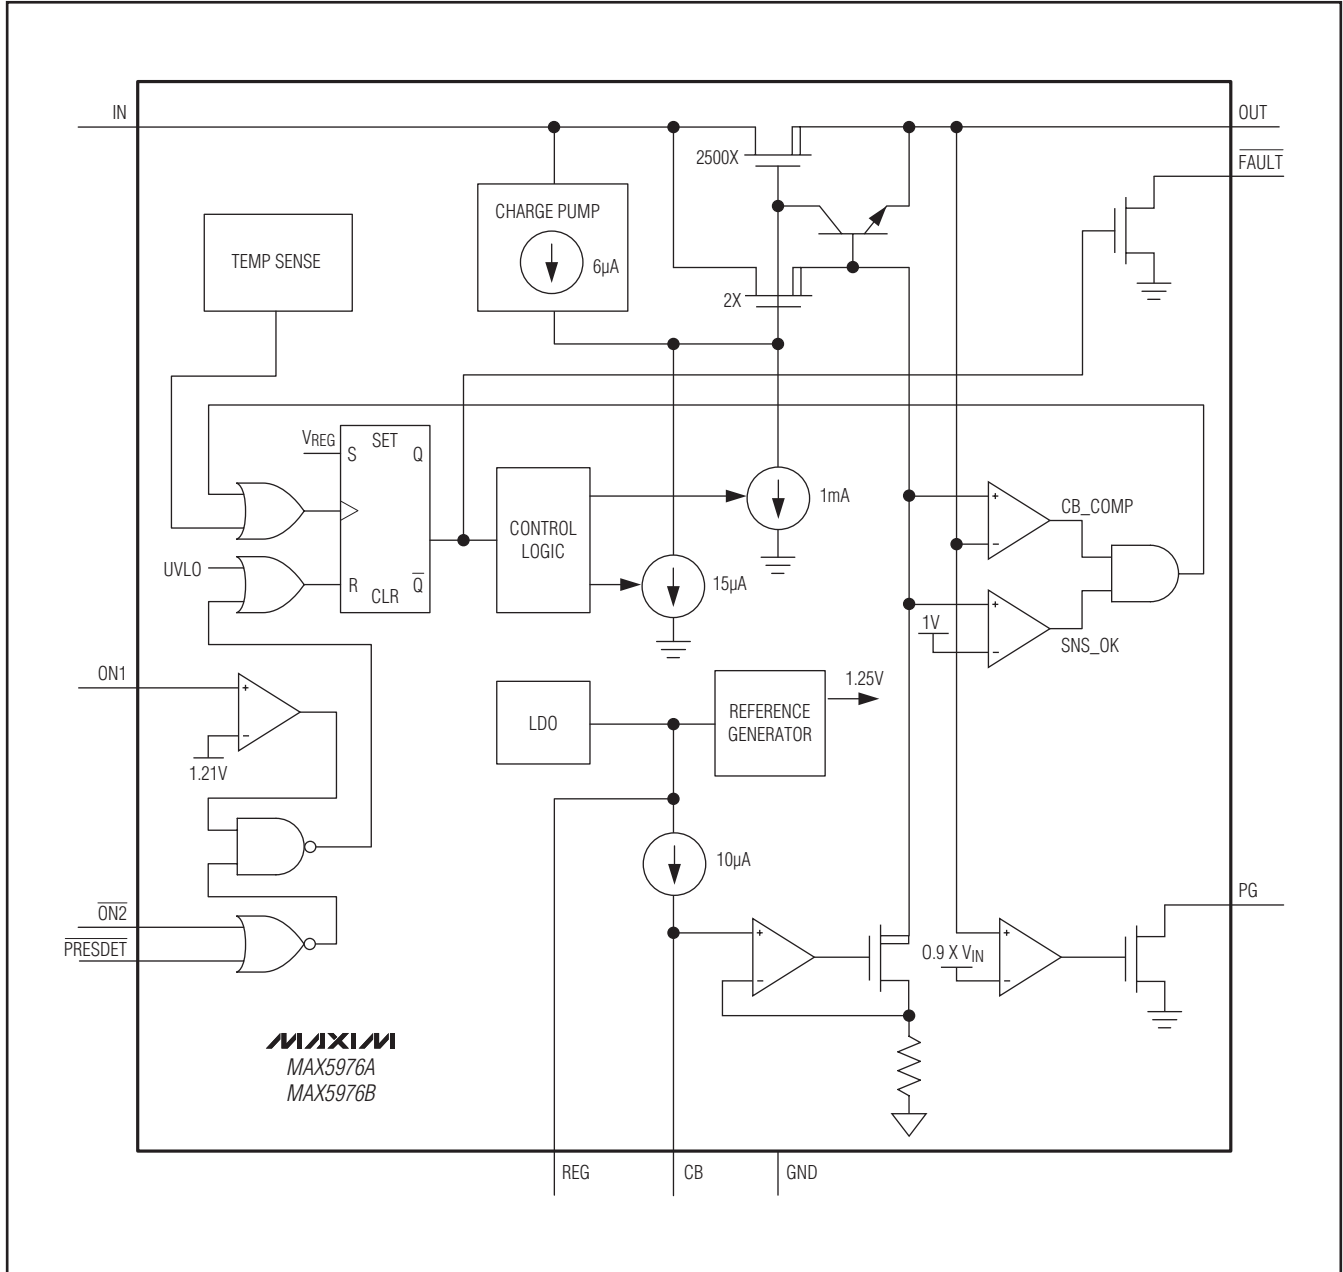 IN
OUT
2500X
FAULT
CHARGE PUMP
6µA
TEMP SENSE
2X
VREG
SET
S
Q
1mA
CB_COMP
CONTROL
LOGIC
UVLO
R
CLR
Q
15µA
1V
SNS_OK
ON1
1.25V
LDO
REFERENCE
GENERATOR
1.21V
10µA
PG
ON2
PRESDET
0.9 X VIN
MAXIM
MAX5976A
MAX5976B
REG
CB
GND
+
-
+
-
+
-
+
-
+
-